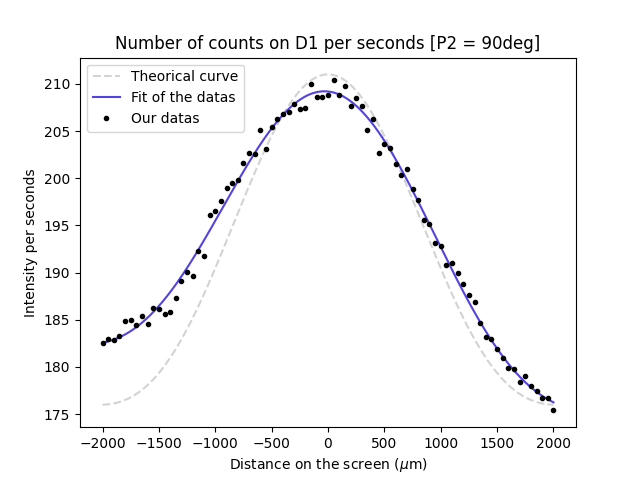 Number of counts on D1 per seconds [P2 = 90deg]
Theorical curve
Fit of the datas
Our datas
Intensity per seconds
210
205
200
195
190
185
180
175
−2000 −1500 −1000 −500 0 500 1000 1500 2000
Distance on the screen (μm)